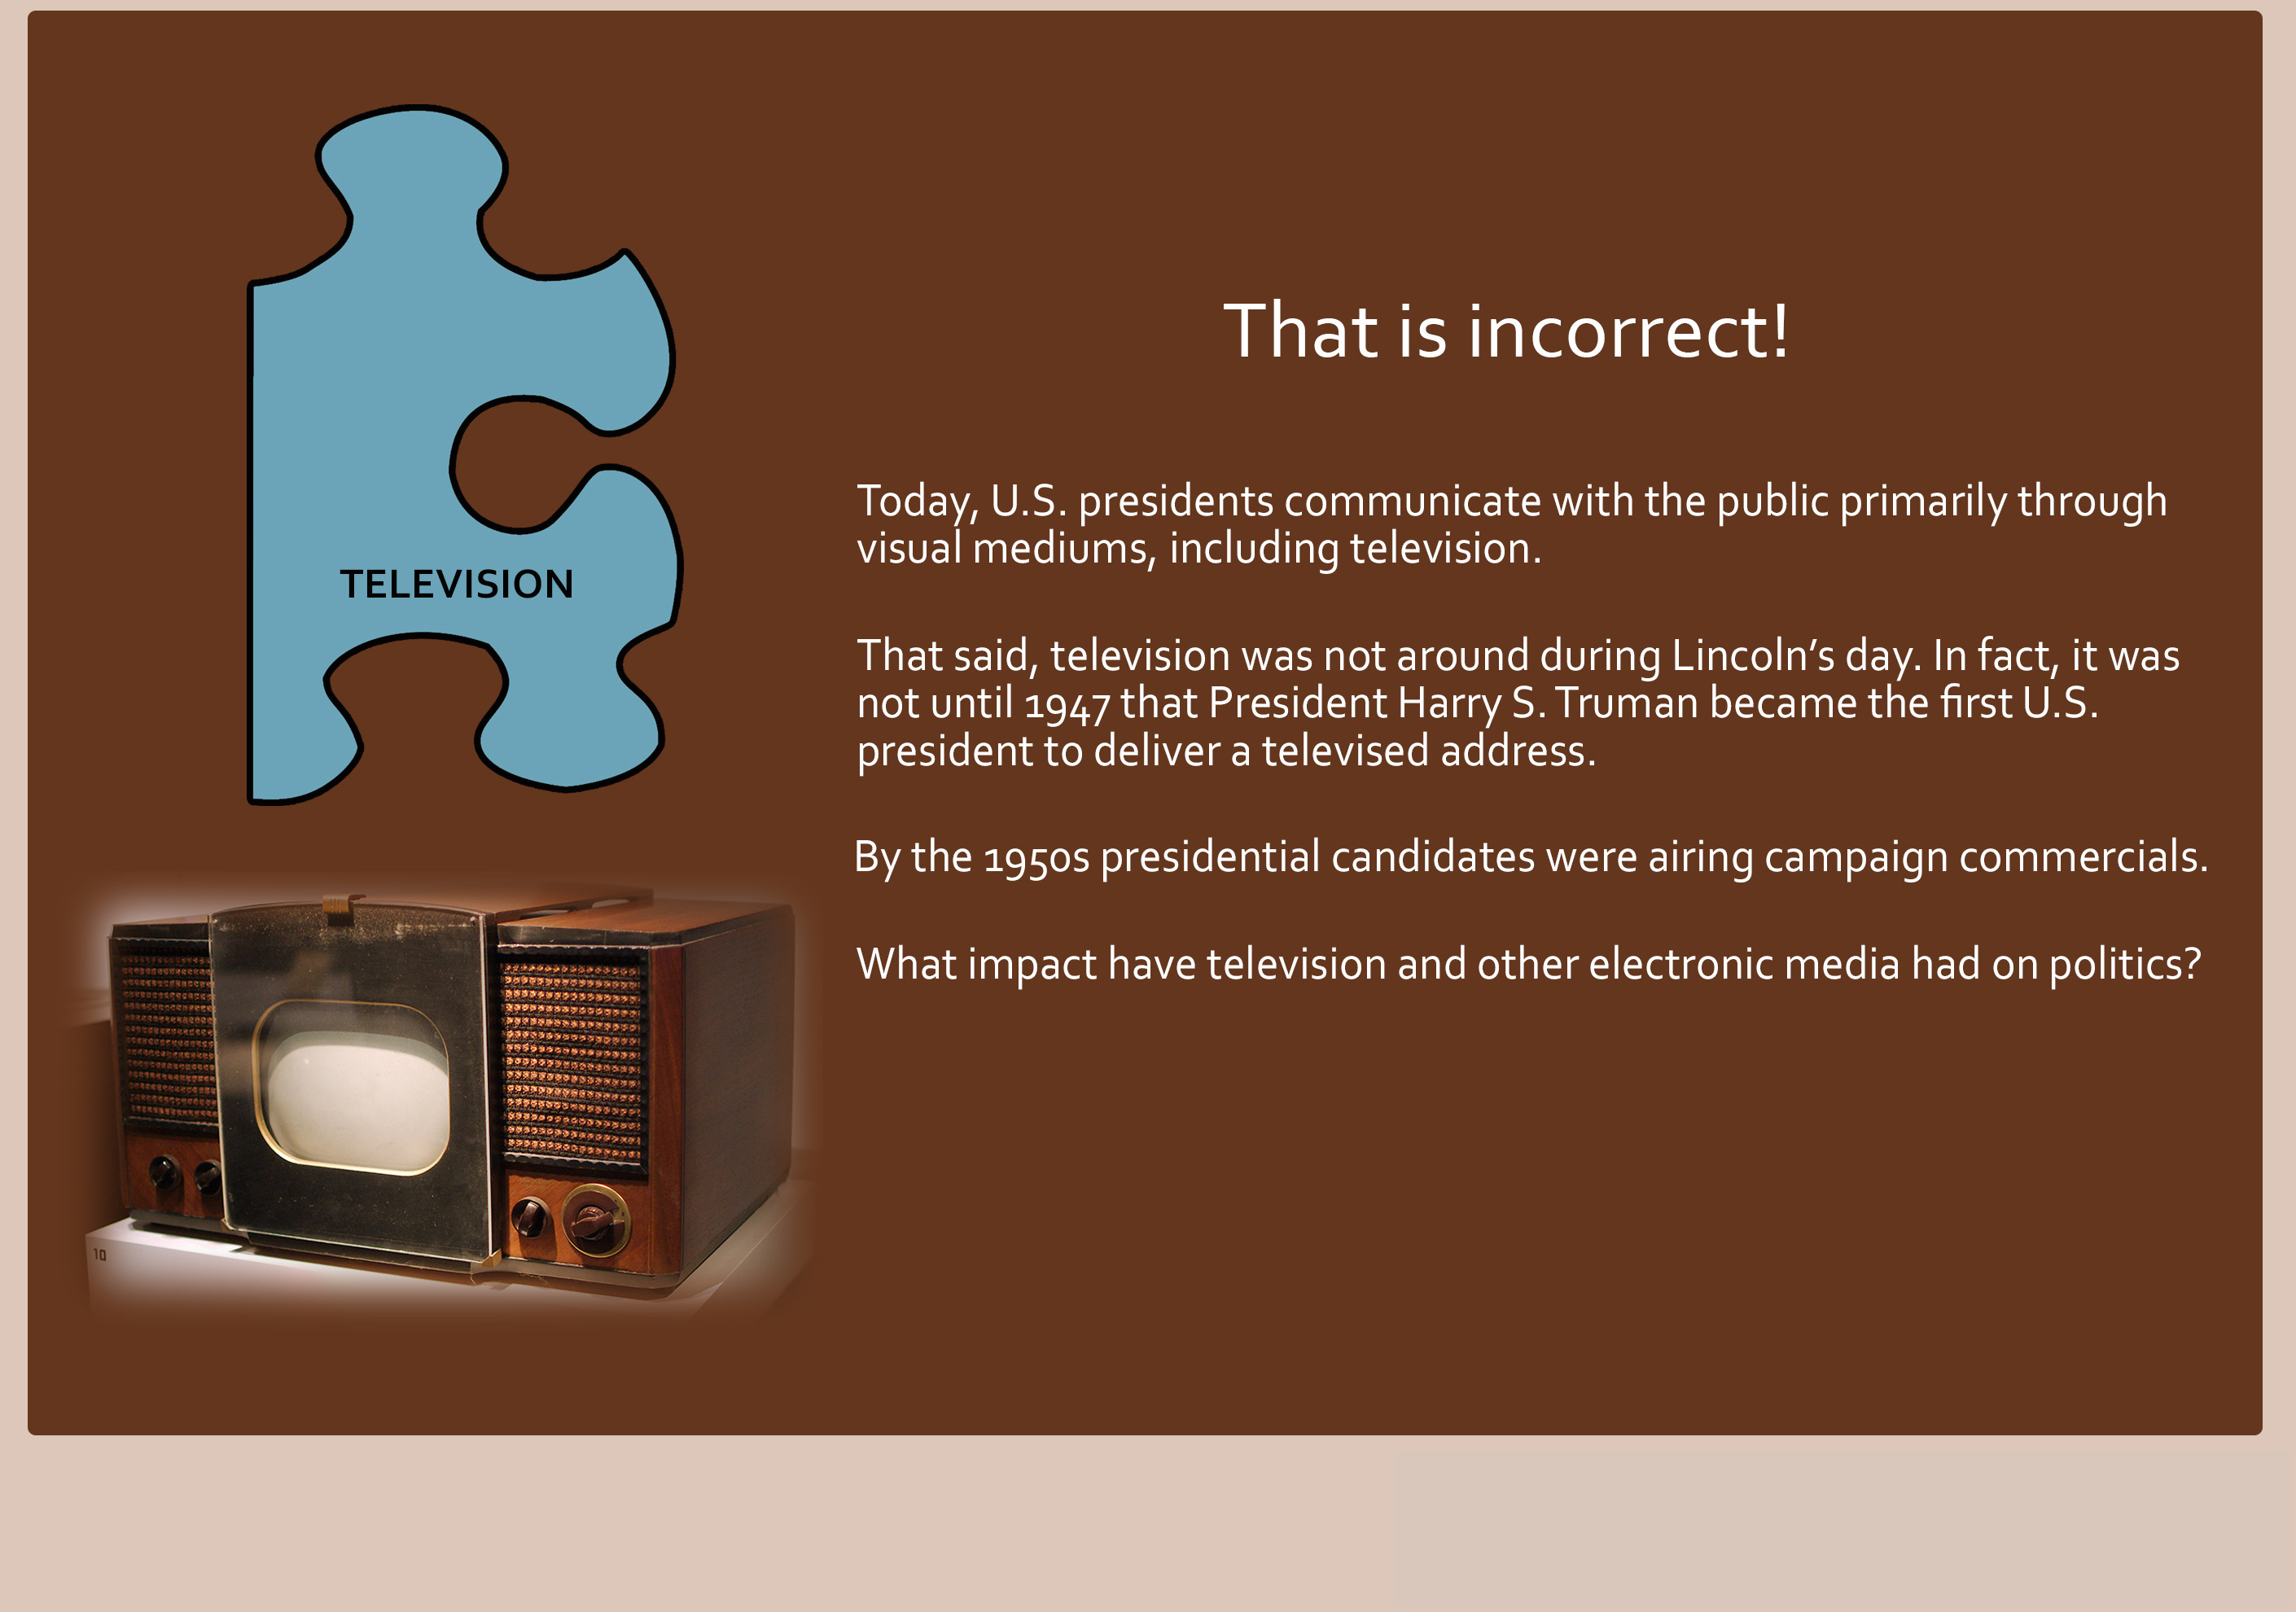 That is incorrect!
Today, U.S. presidents communicate with the public primarily through
visual mediums, including television.
That said, television was not around during Lincoln’s day. In fact, it was
not until 1947 that President Harry S. Truman became the first U.S.
president to deliver a televised address.
By the 1950s presidential candidates were airing campaign commercials.
What impact have television and other electronic media had on politics?
TELEVISION
10